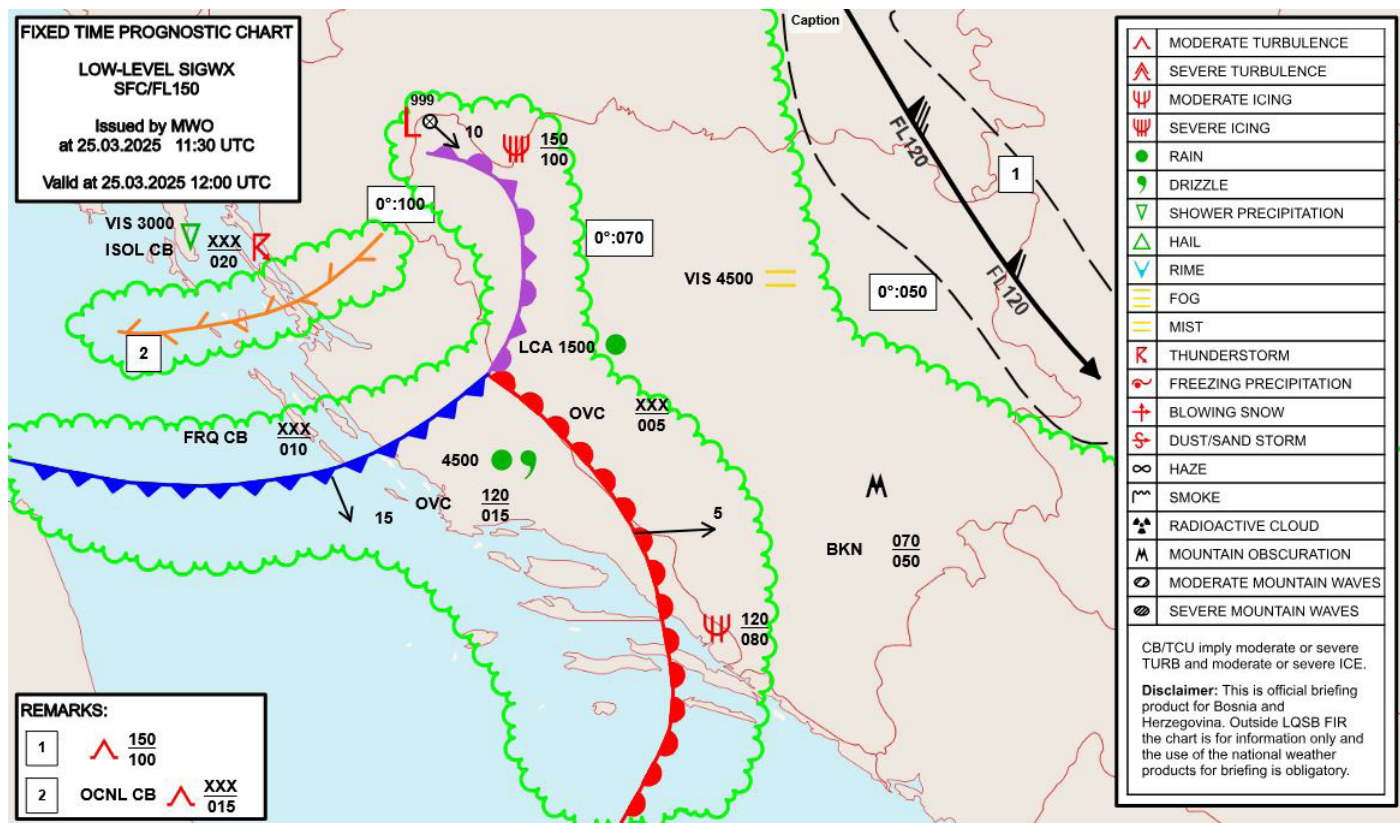 FIXED TIME PROGNOSTIC CHART
LOW-LEVEL SIGWX
SFC/FL150
Issued by MWO
at 25.03.2025 11:30 UTC
Valid at 25.03.2025 12:00 UTC
Caption
999
L
10
150
100
FL120
FL120
1
0°:100
0°:070
0°:050
VIS 3000
ISOL CB
XXX
020
2
VIS 4500
LCA 1500
FRQ CB
XXX
010
OVC
XXX
005
4500
OVC
120
015
15
5
BKN
070
050
120
080
REMARKS:
1
150
100
2
OCNL CB
XXX
015
MODERATE TURBULENCE
SEVERE TURBULENCE
MODERATE ICING
SEVERE ICING
RAIN
DRIZZLE
SHOWER PRECIPITATION
HAIL
RIME
FOG
MIST
THUNDERSTORM
FREEZING PRECIPITATION
BLOWING SNOW
DUST/SAND STORM
HAZE
SMOKE
RADIOACTIVE CLOUD
MOUNTAIN OBSCURATION
MODERATE MOUNTAIN WAVES
SEVERE MOUNTAIN WAVES
CB/TCU imply moderate or severe
TURB and moderate or severe ICE.
Disclaimer: This is official briefing
product for Bosnia and
Herzegovina. Outside LQSB FIR
the chart is for information only and
the use of the national weather
products for briefing is obligatory.